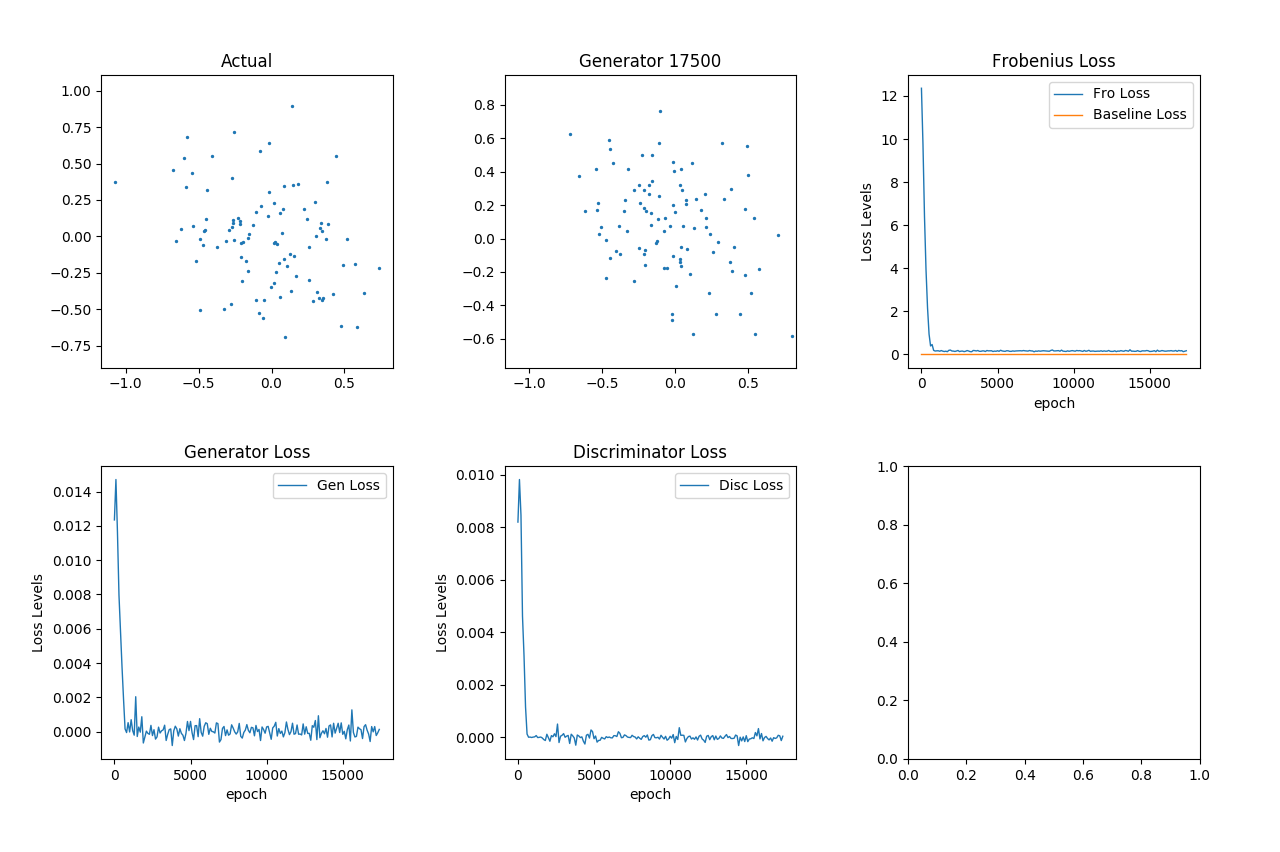 Actual
1.00
0.75
0.50
0.25
0.00
−0.25
−0.50
−0.75
−1.0 −0.5 0.0 0.5
Generator 17500
0.8
0.6
0.4
0.2
0.0
−0.2
−0.4
−0.6
−1.0 −0.5 0.0 0.5
Frobenius Loss
Fro Loss
Baseline Loss
Loss Levels
12
10
8
6
4
2
0
0 5000 10000 15000
epoch
Generator Loss
Gen Loss
Loss Levels
0.014
0.012
0.010
0.008
0.006
0.004
0.002
0.000
0 5000 10000 15000
epoch
Discriminator Loss
Disc Loss
Loss Levels
0.010
0.008
0.006
0.004
0.002
0.000
0 5000 10000 15000
epoch
1.0
0.8
0.6
0.4
0.2
0.0
0.0 0.2 0.4 0.6 0.8 1.0